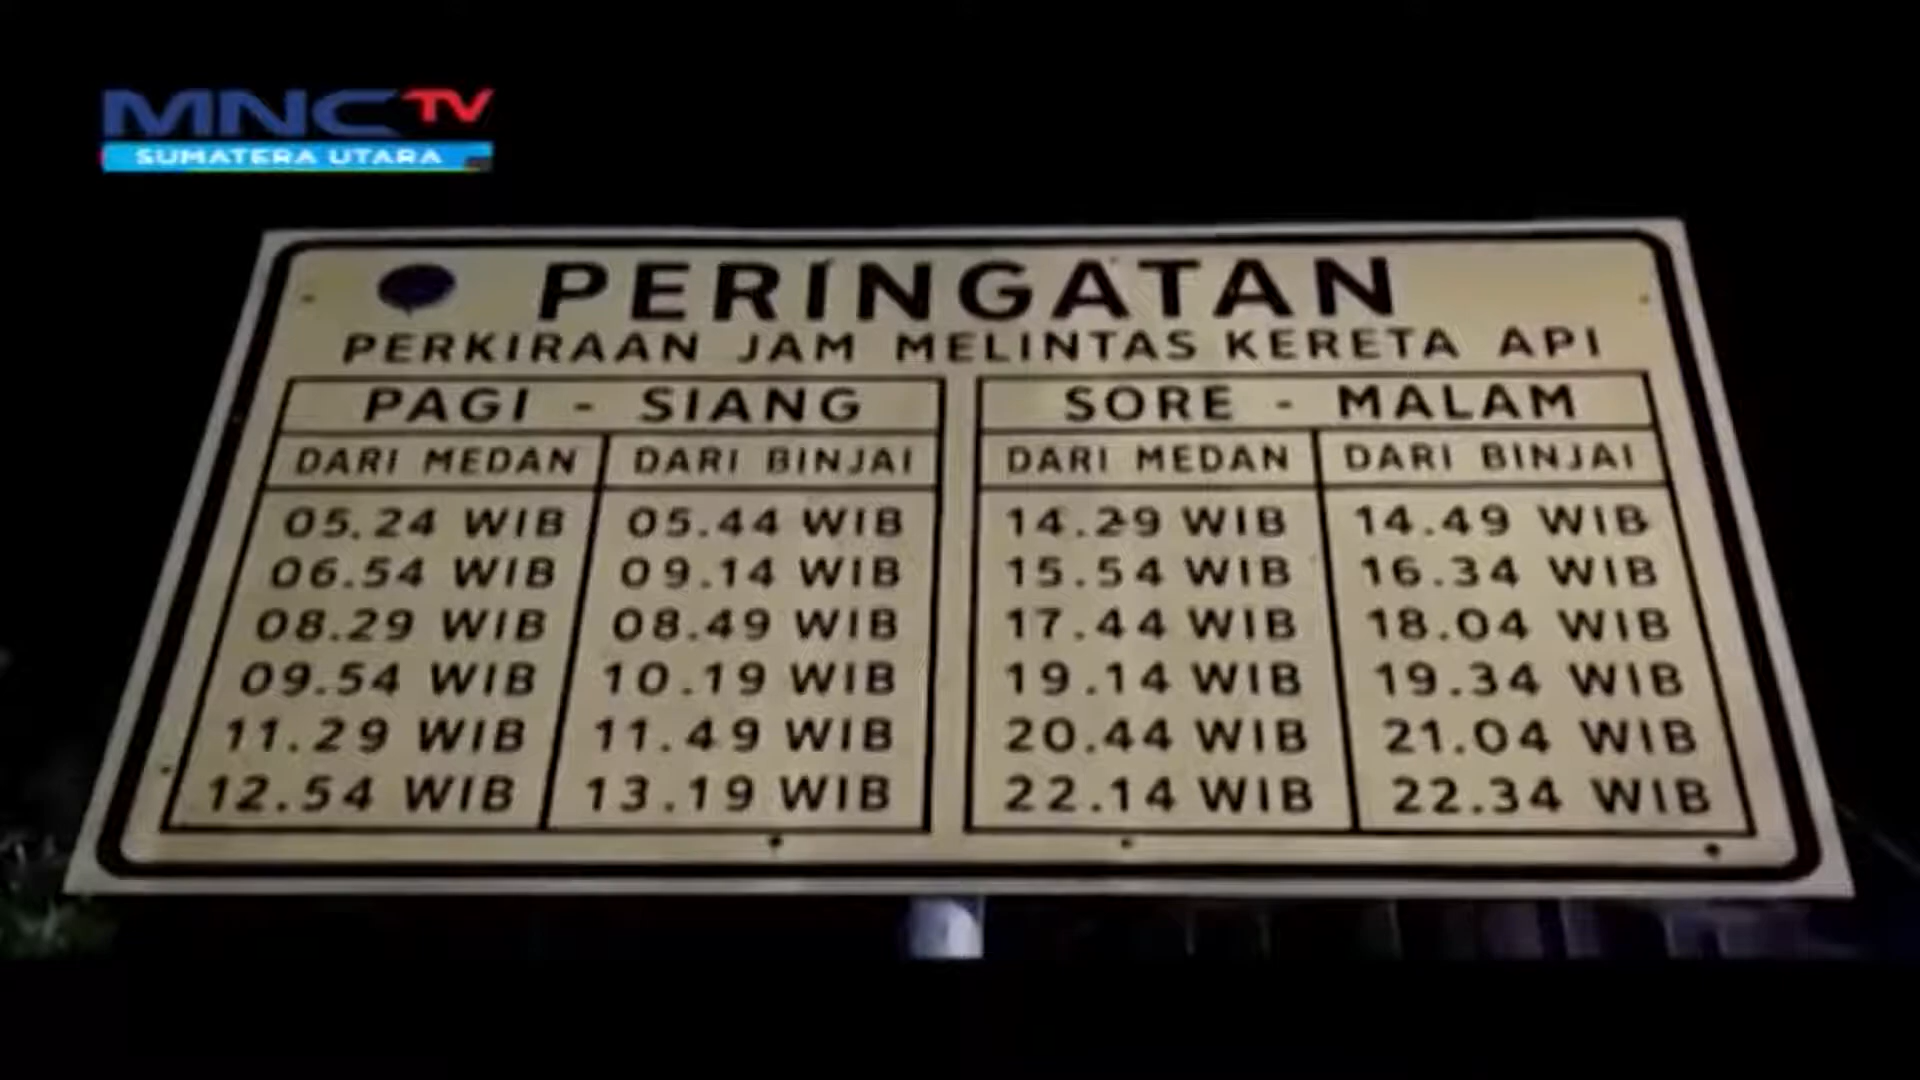 MNCTV
SUMATERA UTARA
PERINGATAN
PERKIRAAN JAM MELINTAS KERETA API
PAGI - SIANG SORE - MALAM
DARI MEDAN DARI BINJAI DARI MEDAN DARI BINJAI
05.24 WIB 05.44 WIB 14.29 WIB 14.49 WIB
06.54 WIB 09.14 WIB 15.54 WIB 16.34 WIB
08.29 WIB 08.49 WIB 17.44 WIB 18.04 WIB
09.54 WIB 10.19 WIB 19.14 WIB 19.34 WIB
11.29 WIB 11.49 WIB 20.44 WIB 21.04 WIB
12.54 WIB 13.19 WIB 22.14 WIB 22.34 WIB